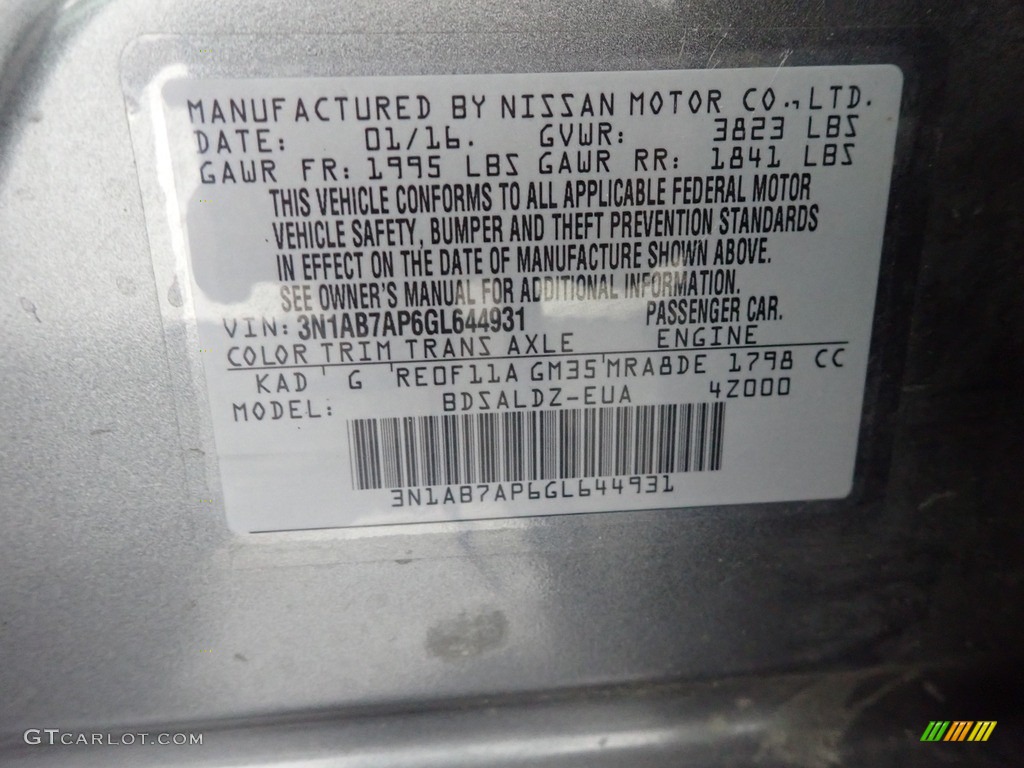 MANUFACTURED BY NISSAN MOTOR CO., LTD.
DATE: 01/16. GVWR: 3823 LBS
GAWR FR: 1995 LBS GAWR RR: 1841 LBS
THIS VEHICLE CONFORMS TO ALL APPLICABLE FEDERAL MOTOR
VEHICLE SAFETY, BUMPER AND THEFT PREVENTION STANDARDS
IN EFFECT ON THE DATE OF MANUFACTURE SHOWN ABOVE.
SEE OWNER'S MANUAL FOR ADDITIONAL INFORMATION.
VIN: 3N1AB7AP6GL644931 PASSENGER CAR.
COLOR TRIM TRANS AXLE ENGINE
KAD ' G 'RE0F11A GM35'MRA8DE 1798 CC
MODEL: BDSALDZ-EUA 4Z000
3N1AB7AP6GL644931
GTCARLOT.COM